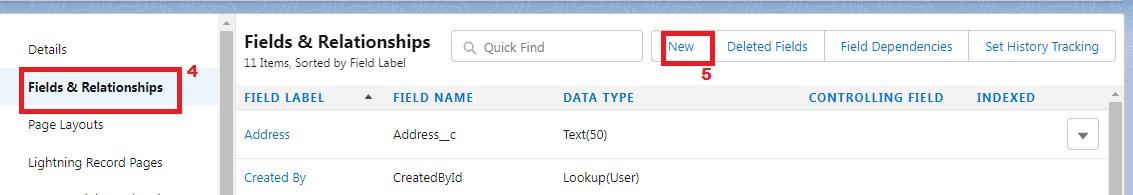 Details
Fields & Relationships 4
Page Layouts
Lightning Record Pages
Fields & Relationships
11 Items, Sorted by Field Label
Quick Find
New Deleted Fields Field Dependencies Set History Tracking
5
FIELD LABEL FIELD NAME DATA TYPE CONTROLLING FIELD INDEXED
Address Address__c Text(50)
Created By CreatedById Lookup(User)